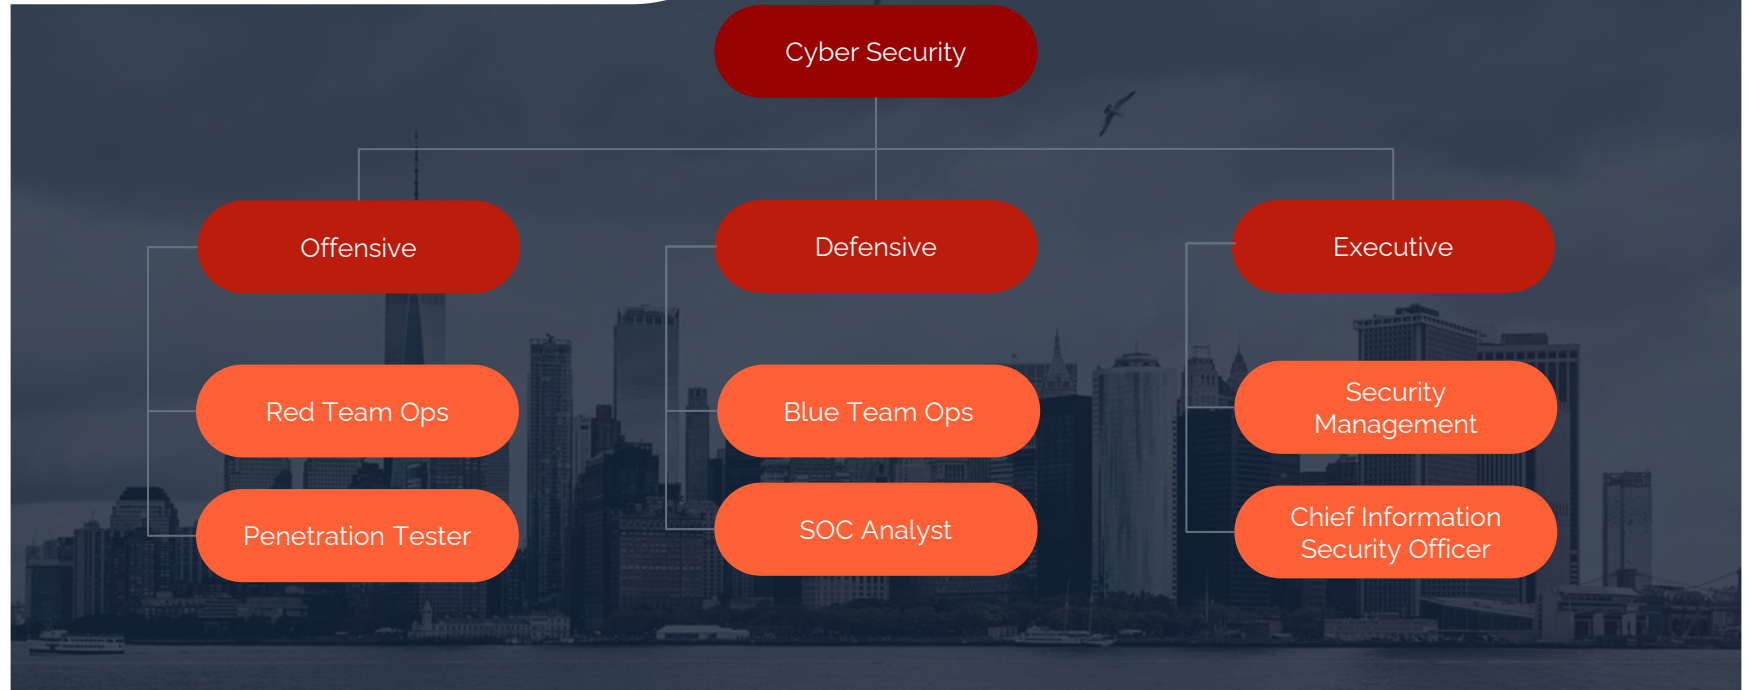 Cyber Security
Offensive
Defensive
Executive
Red Team Ops
Blue Team Ops
Security
Management
Penetration Tester
SOC Analyst
Chief Information
Security Officer